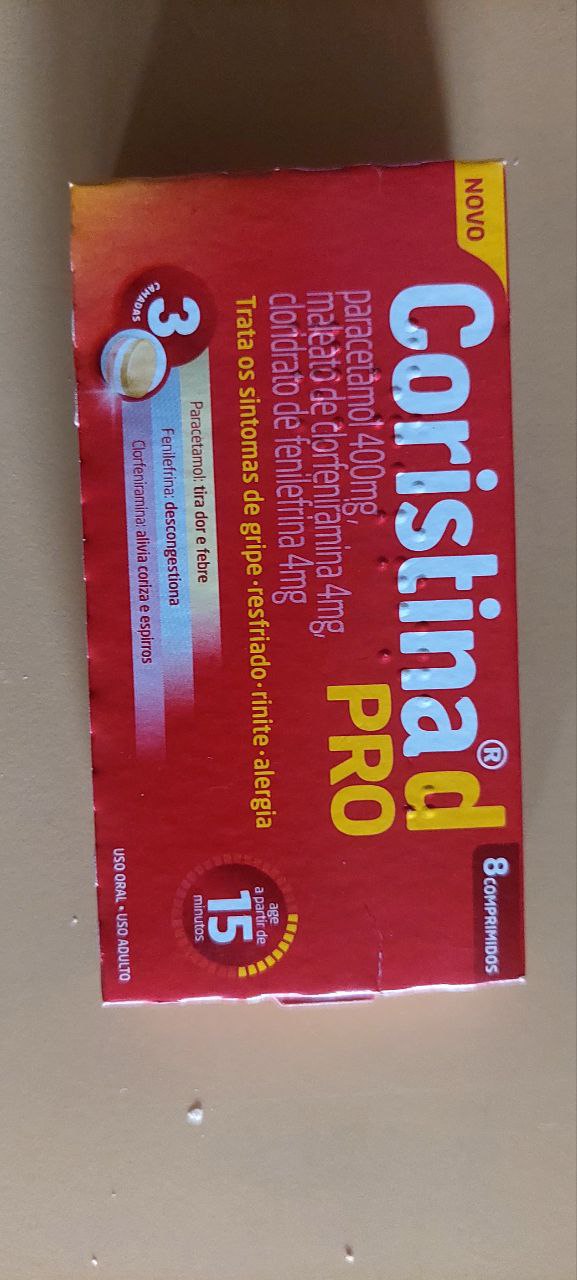 NOVO
Coristina® d
PRO
8 COMPRIMIDOS
paracetamol 400mg,
maleato de clorfeniramina 4mg,
cloridrato de fenilefrina 4mg
Trata os sintomas de gripe · resfriado · rinite · alergia
age
a partir de
15
minutos
3
CAMADAS
Paracetamol: tira dor e febre
Fenilefrina: descongestiona
Clorfeniramina: alivia coriza e espirros
USO ORAL • USO ADULTO